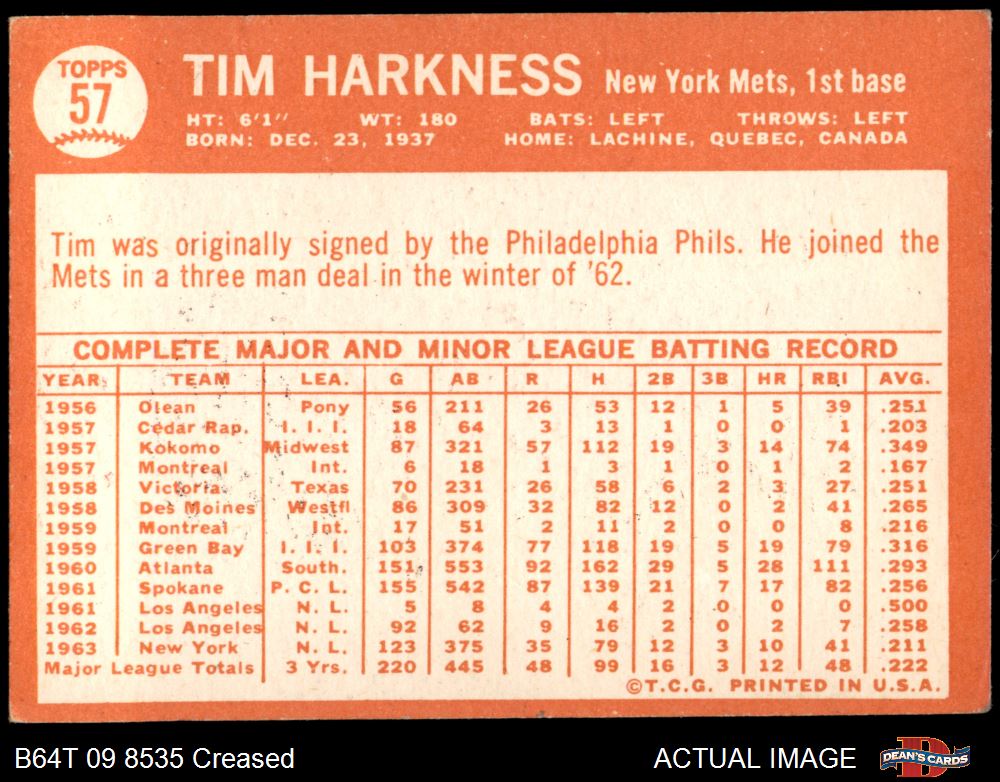 TOPPS
57
TIM HARKNESS New York Mets, 1st base
HT: 6'1" WT: 180 BATS: LEFT THROWS: LEFT
BORN: DEC. 23, 1937 HOME: LACHINE, QUEBEC, CANADA
Tim was originally signed by the Philadelphia Phils. He joined the
Mets in a three man deal in the winter of '62.
COMPLETE MAJOR AND MINOR LEAGUE BATTING RECORD
YEAR TEAM LEA. G AB R H 2B 3B HR RBI AVG.
1956 Olean Pony 56 211 26 53 12 1 5 39 .251
1957 Cedar Rap. I. I. I. 18 64 3 13 1 0 0 1 .203
1957 Kokomo Midwest 87 321 57 112 19 3 14 74 .349
1957 Montreal Int. 6 18 1 3 1 0 1 2 .167
1958 Victoria Texas 70 231 26 58 6 2 3 27 .251
1958 Des Moines Westn 86 309 32 82 12 0 2 41 .265
1959 Montreal Int. 17 51 2 11 2 0 0 8 .216
1959 Green Bay I. I. I. 103 374 77 118 19 5 19 79 .316
1960 Atlanta South. 151 553 92 162 29 5 28 111 .293
1961 Spokane P. C. L. 155 542 87 139 21 7 17 82 .256
1961 Los Angeles N. L. 5 8 4 4 2 0 0 0 .500
1962 Los Angeles N. L. 92 62 9 16 2 0 2 7 .258
1963 New York N. L. 123 375 35 79 12 3 10 41 .211
Major League Totals 3 Yrs. 220 445 48 99 16 3 12 48 .222
©T.C.G. PRINTED IN U.S.A.
B64T 09 8535 Creased ACTUAL IMAGE
DEAN'S CARDS